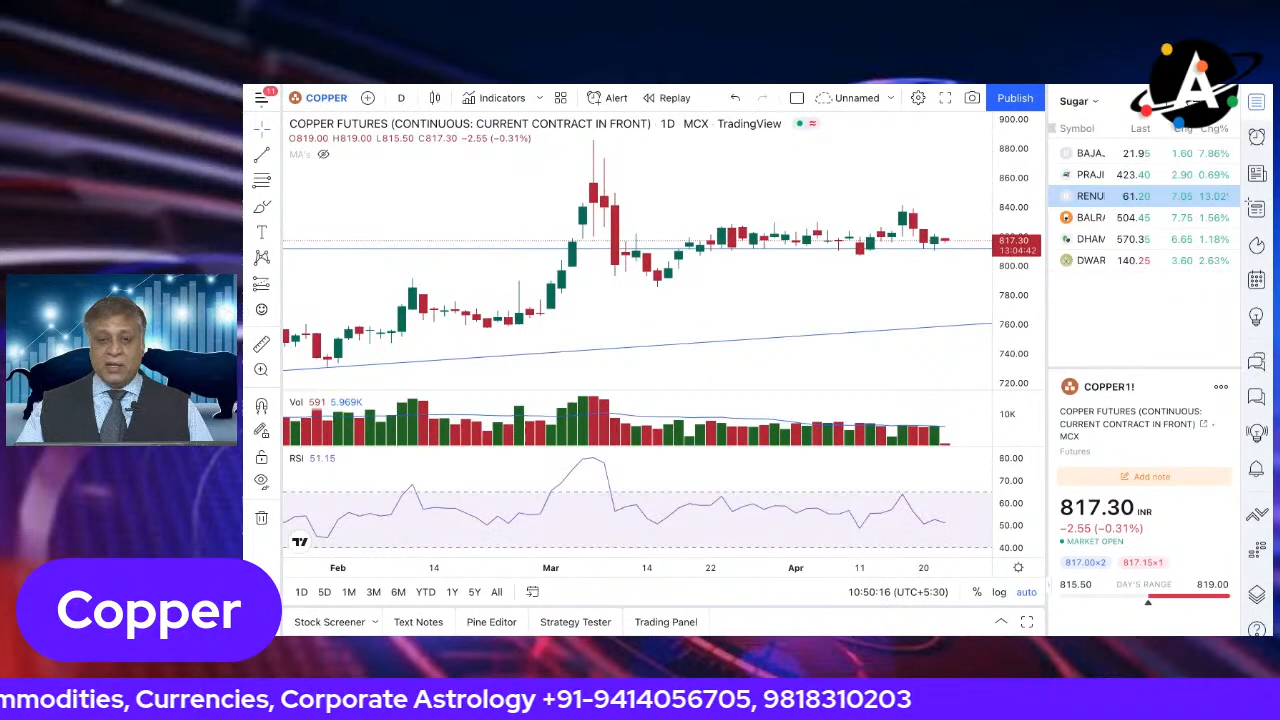 A
11
COPPER
D
Indicators
Alert
Replay
Unnamed
Publish
Sugar
COPPER FUTURES (CONTINUOUS: CURRENT CONTRACT IN FRONT) · 1D · MCX · TradingView
O819.00 H819.00 L815.50 C817.30 −2.55 (−0.31%)
MA's
900.00
880.00
860.00
840.00
817.30
13:04:42
800.00
780.00
760.00
740.00
720.00
Symbol Last Chg Chg%
BAJA 21.95 1.60 7.86%
PRAJI 423.40 2.90 0.69%
RENU 61.20 7.05 13.02%
BALRA 504.45 7.75 1.56%
DHAM 570.35 6.65 1.18%
DWAR 140.25 3.60 2.63%
Vol 591 5.969K
10K
RSI 51.15
80.00
70.00
60.00
50.00
40.00
Feb 14 Mar 14 22 Apr 11 20
1D 5D 1M 3M 6M YTD 1Y 5Y All
10:50:16 (UTC+5:30) % log auto
Stock Screener Text Notes Pine Editor Strategy Tester Trading Panel
COPPER1!
COPPER FUTURES (CONTINUOUS:
CURRENT CONTRACT IN FRONT) ·
MCX
Futures
Add note
817.30 INR
−2.55 (−0.31%)
MARKET OPEN
817.00×2 817.15×1
815.50 DAY'S RANGE 819.00
Copper
mmodities, Currencies, Corporate Astrology +91-9414056705, 9818310203